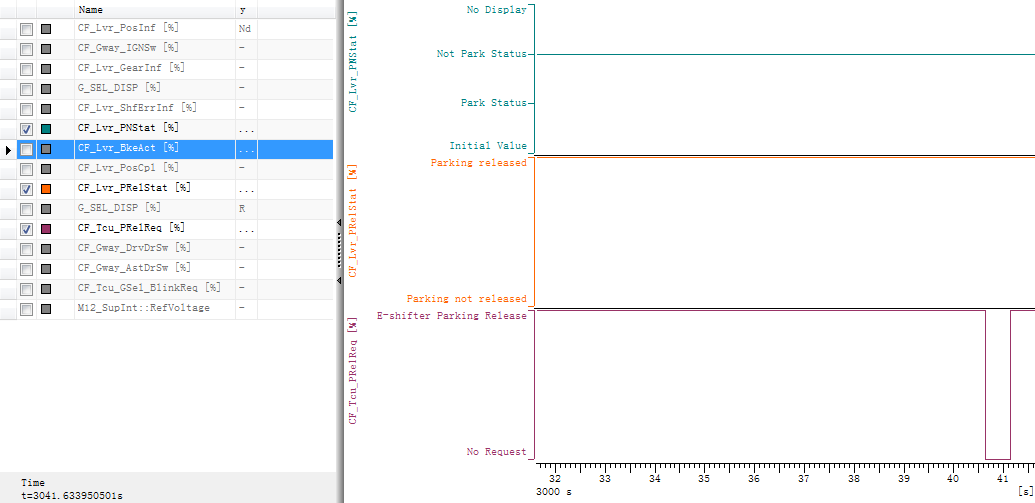 Name y
CF_Lvr_PosInf [%] Nd
CF_Gway_IGNSw [%] -
CF_Lvr_GearInf [%] -
G_SEL_DISP [%] -
CF_Lvr_ShfErrInf [%] -
CF_Lvr_PNStat [%] ...
CF_Lvr_BkeAct [%] ...
CF_Lvr_PosCpl [%] -
CF_Lvr_PRelStat [%] ...
G_SEL_DISP [%] R
CF_Tcu_PRelReq [%] ...
CF_Gway_DrvDrSw [%] -
CF_Gway_AstDrSw [%] -
CF_Tcu_GSel_BlinkReq [%] -
M12_SupInt::RefVoltage -
Time
t=3041.633950501s
CF_Lvr_PNStat [%]
No Display
Not Park Status
Park Status
Initial Value
CF_Lvr_PRelStat [%]
Parking released
Parking not released
CF_Tcu_PRelReq [%]
E-shifter Parking Release
No Request
32 33 34 35 36 37 38 39 40 41
3000 s [s]